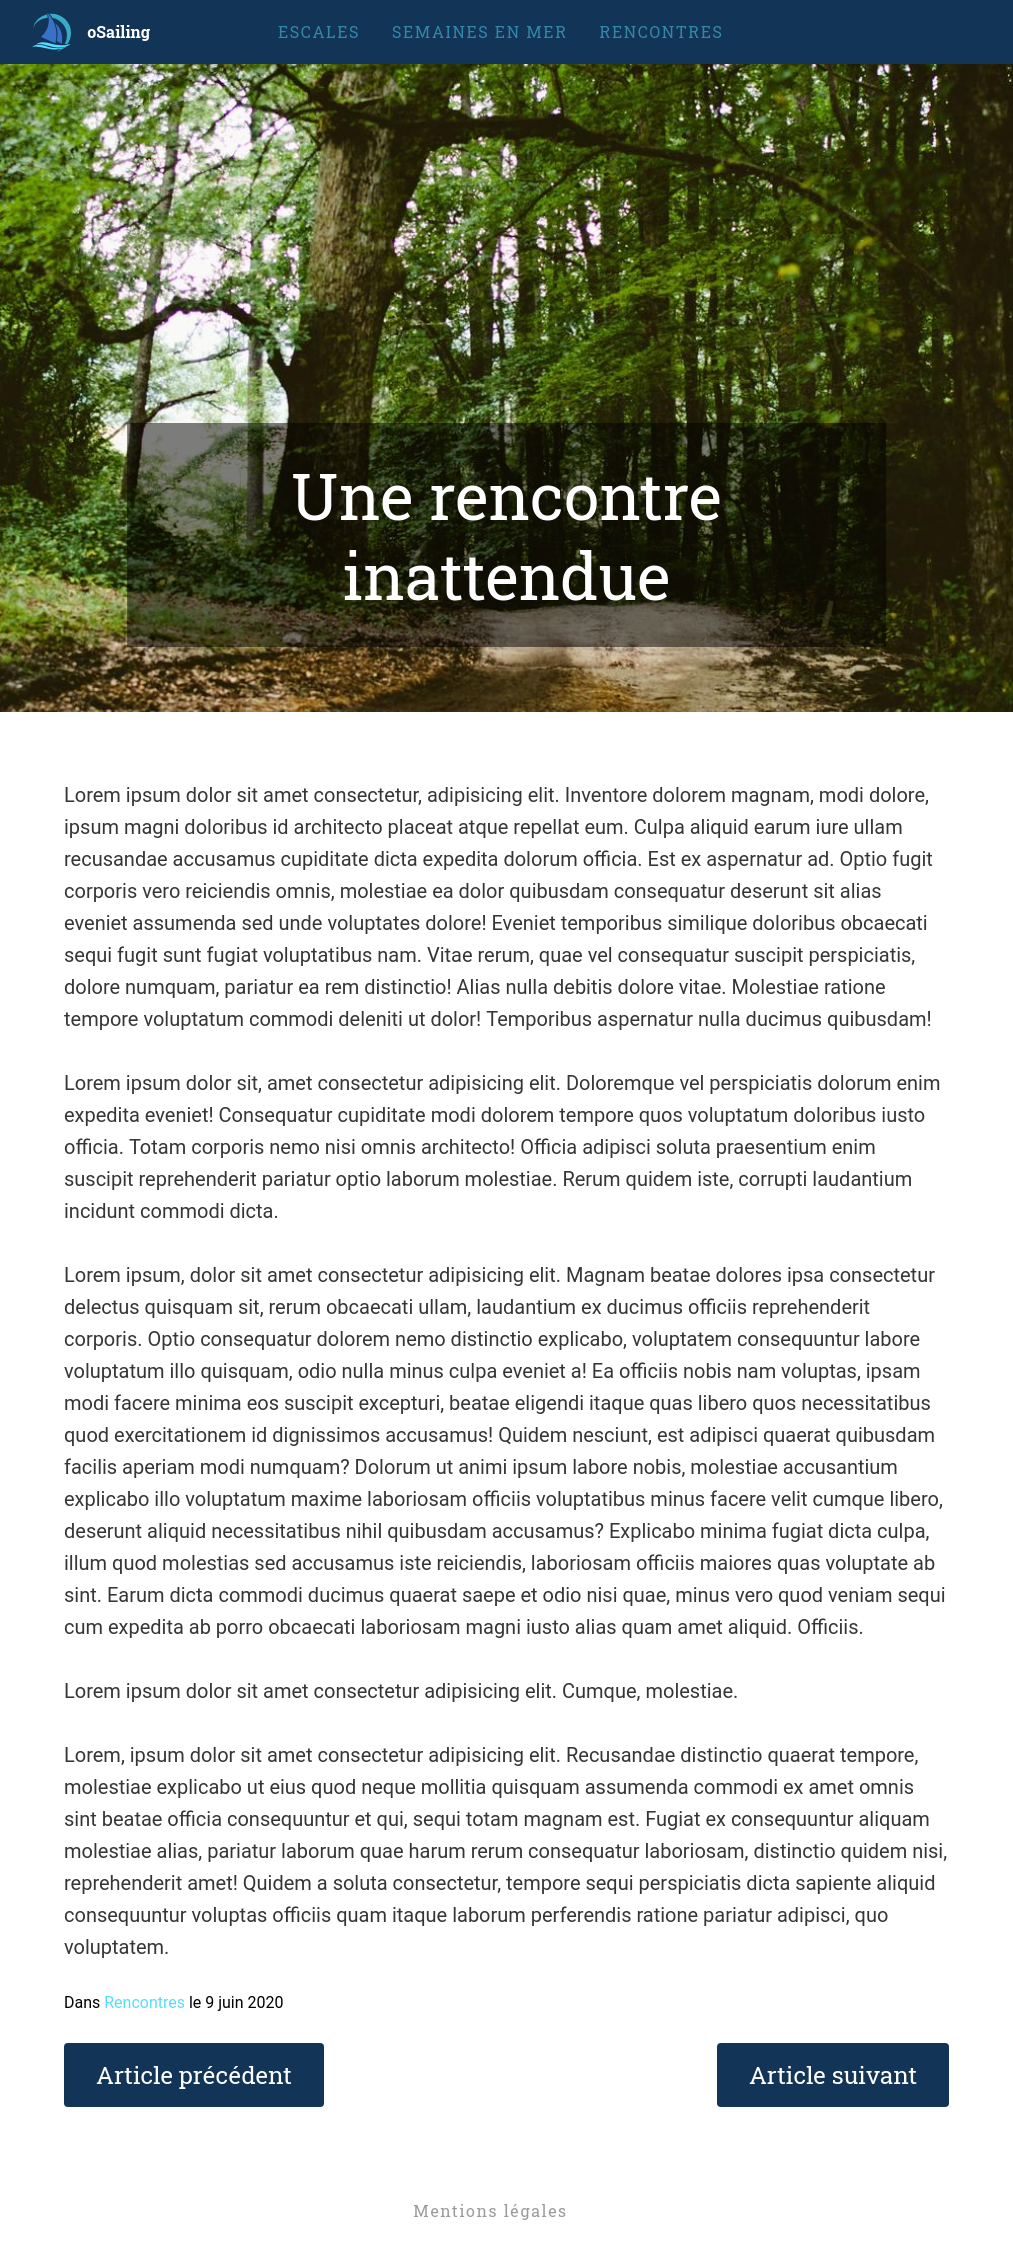 oSailing
ESCALES SEMAINES EN MER RENCONTRES
Une rencontre
inattendue
Lorem ipsum dolor sit amet consectetur, adipisicing elit. Inventore dolorem magnam, modi dolore,
ipsum magni doloribus id architecto placeat atque repellat eum. Culpa aliquid earum iure ullam
recusandae accusamus cupiditate dicta expedita dolorum officia. Est ex aspernatur ad. Optio fugit
corporis vero reiciendis omnis, molestiae ea dolor quibusdam consequatur deserunt sit alias
eveniet assumenda sed unde voluptates dolore! Eveniet temporibus similique doloribus obcaecati
sequi fugit sunt fugiat voluptatibus nam. Vitae rerum, quae vel consequatur suscipit perspiciatis,
dolore numquam, pariatur ea rem distinctio! Alias nulla debitis dolore vitae. Molestiae ratione
tempore voluptatum commodi deleniti ut dolor! Temporibus aspernatur nulla ducimus quibusdam!
Lorem ipsum dolor sit, amet consectetur adipisicing elit. Doloremque vel perspiciatis dolorum enim
expedita eveniet! Consequatur cupiditate modi dolorem tempore quos voluptatum doloribus iusto
officia. Totam corporis nemo nisi omnis architecto! Officia adipisci soluta praesentium enim
suscipit reprehenderit pariatur optio laborum molestiae. Rerum quidem iste, corrupti laudantium
incidunt commodi dicta.
Lorem ipsum, dolor sit amet consectetur adipisicing elit. Magnam beatae dolores ipsa consectetur
delectus quisquam sit, rerum obcaecati ullam, laudantium ex ducimus officiis reprehenderit
corporis. Optio consequatur dolorem nemo distinctio explicabo, voluptatem consequuntur labore
voluptatum illo quisquam, odio nulla minus culpa eveniet a! Ea officiis nobis nam voluptas, ipsam
modi facere minima eos suscipit excepturi, beatae eligendi itaque quas libero quos necessitatibus
quod exercitationem id dignissimos accusamus! Quidem nesciunt, est adipisci quaerat quibusdam
facilis aperiam modi numquam? Dolorum ut animi ipsum labore nobis, molestiae accusantium
explicabo illo voluptatum maxime laboriosam officiis voluptatibus minus facere velit cumque libero,
deserunt aliquid necessitatibus nihil quibusdam accusamus? Explicabo minima fugiat dicta culpa,
illum quod molestias sed accusamus iste reiciendis, laboriosam officiis maiores quas voluptate ab
sint. Earum dicta commodi ducimus quaerat saepe et odio nisi quae, minus vero quod veniam sequi
cum expedita ab porro obcaecati laboriosam magni iusto alias quam amet aliquid. Officiis.
Lorem ipsum dolor sit amet consectetur adipisicing elit. Cumque, molestiae.
Lorem, ipsum dolor sit amet consectetur adipisicing elit. Recusandae distinctio quaerat tempore,
molestiae explicabo ut eius quod neque mollitia quisquam assumenda commodi ex amet omnis
sint beatae officia consequuntur et qui, sequi totam magnam est. Fugiat ex consequuntur aliquam
molestiae alias, pariatur laborum quae harum rerum consequatur laboriosam, distinctio quidem nisi,
reprehenderit amet! Quidem a soluta consectetur, tempore sequi perspiciatis dicta sapiente aliquid
consequuntur voluptas officiis quam itaque laborum perferendis ratione pariatur adipisci, quo
voluptatem.
Dans Rencontres le 9 juin 2020
Article précédent Article suivant
Mentions légales